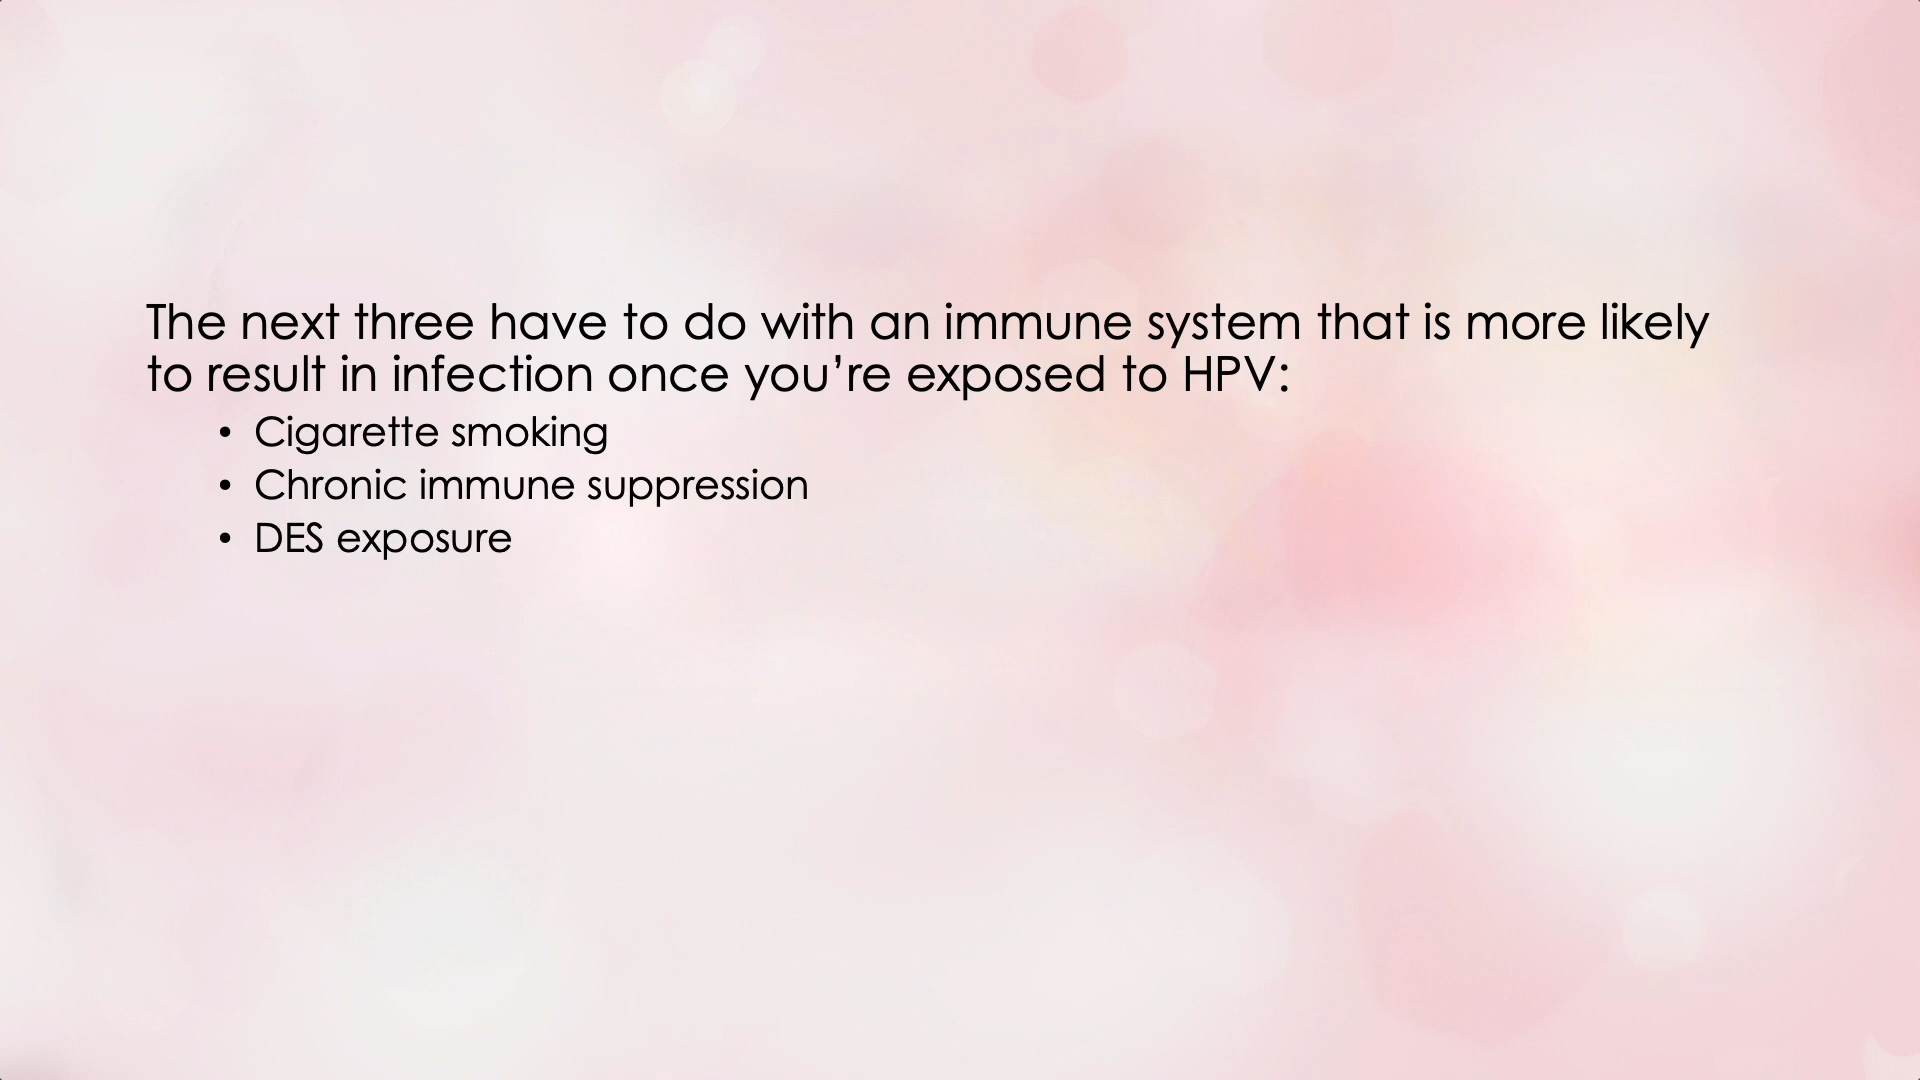 The next three have to do with an immune system that is more likely
to result in infection once you’re exposed to HPV:
• Cigarette smoking
• Chronic immune suppression
• DES exposure